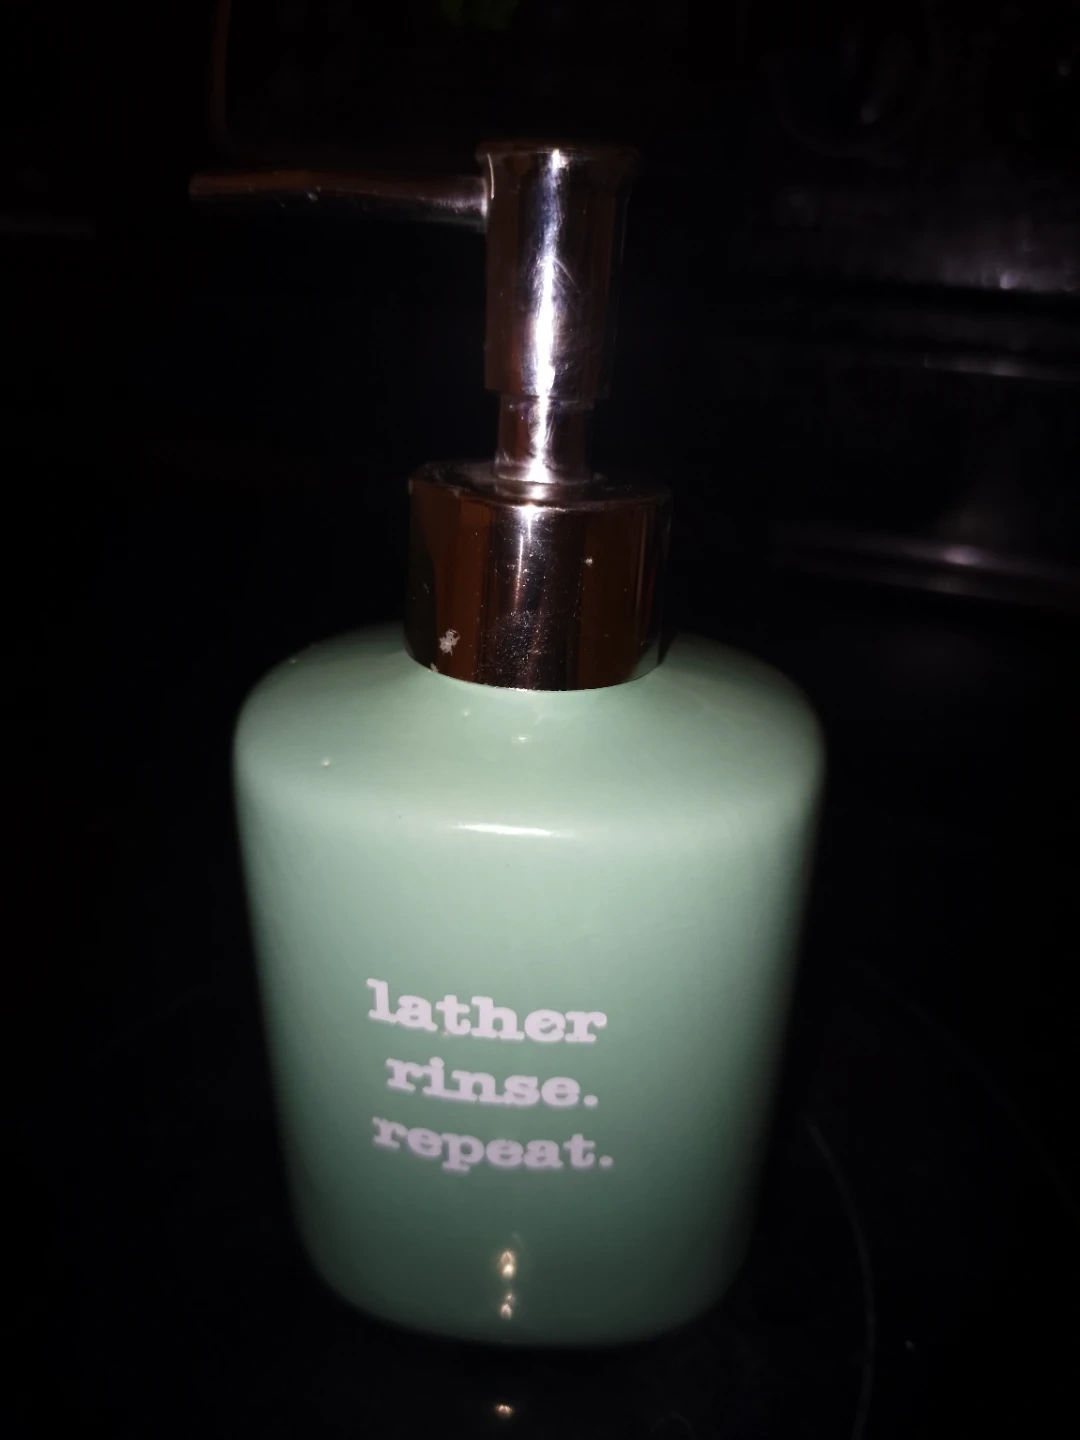 lather
rinse.
repeat.